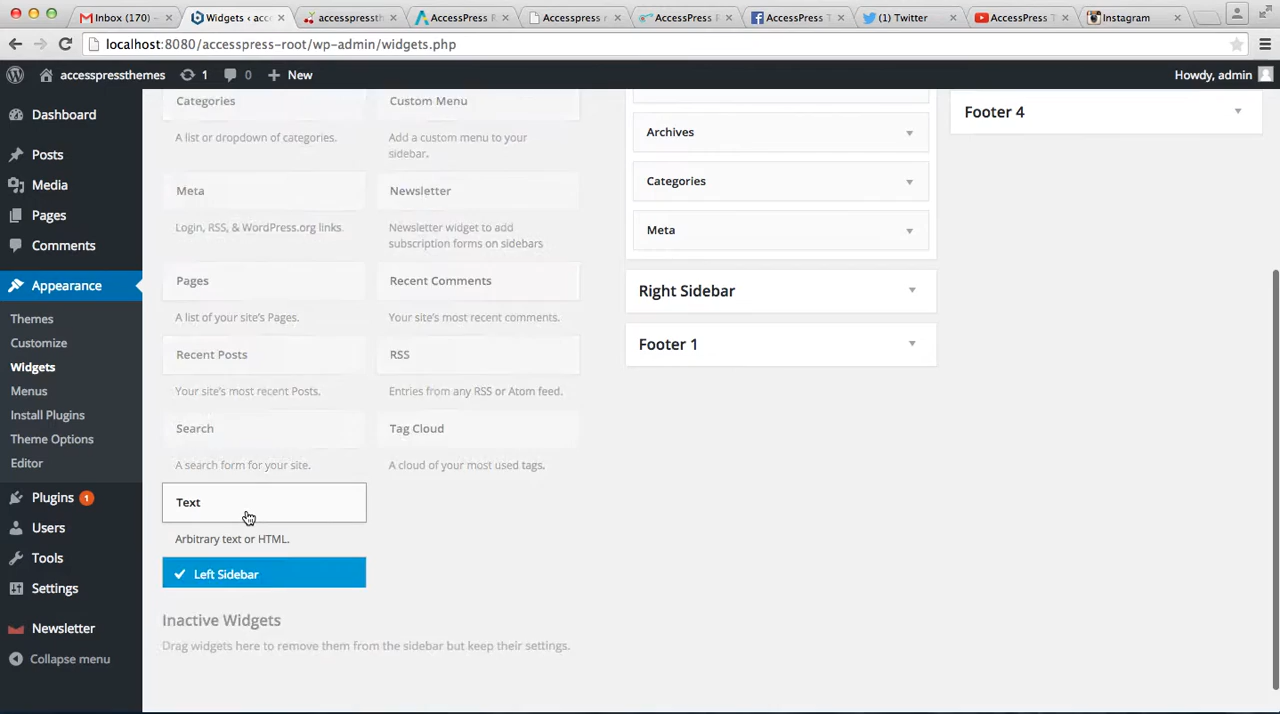 Inbox (170)
Widgets ‹ acce
accesspressth
AccessPress R
Accesspress r
AccessPress F
AccessPress T
Twitter
AccessPress T
Instagram
localhost:8080/accesspress-root/wp-admin/widgets.php
accesspressthemes 1 0 + New Howdy, admin
Dashboard
Posts
Media
Pages
Comments
Appearance
Themes
Customize
Widgets
Menus
Install Plugins
Theme Options
Editor
Plugins 1
Users
Tools
Settings
Newsletter
Collapse menu
Categories
A list or dropdown of categories.
Custom Menu
Add a custom menu to your
sidebar.
Meta
Login, RSS, & WordPress.org links.
Newsletter
Newsletter widget to add
subscription forms on sidebars
Pages
A list of your site's Pages.
Recent Comments
Your site's most recent comments.
Recent Posts
Your site's most recent Posts.
RSS
Entries from any RSS or Atom feed.
Search
A search form for your site.
Tag Cloud
A cloud of your most used tags.
Text
Arbitrary text or HTML.
Left Sidebar
Inactive Widgets
Drag widgets here to remove them from the sidebar but keep their settings.
Archives
Categories
Meta
Right Sidebar
Footer 1
Footer 4